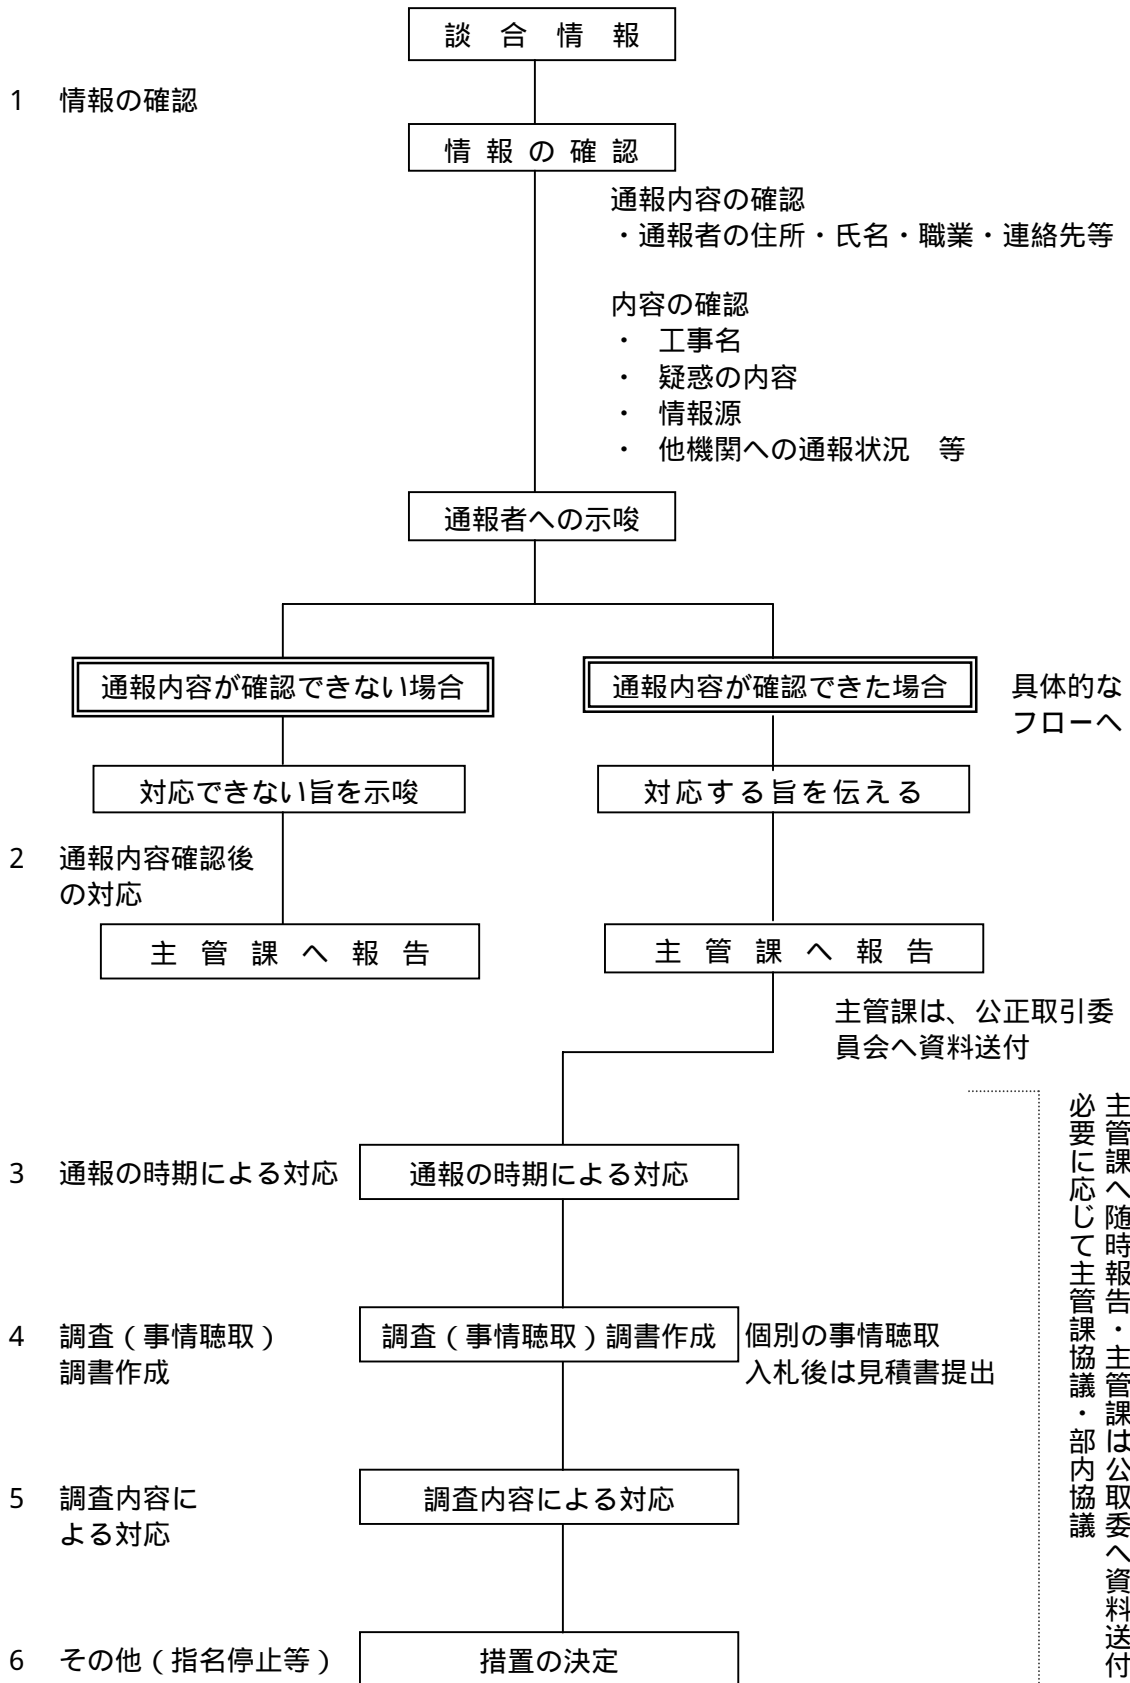 談合情報
1 情報の確認
情報の確認
通報内容の確認
・通報者の住所・氏名・職業・連絡先等
内容の確認
・ 工事名
・ 疑惑の内容
・ 情報源
・ 他機関への通報状況 等
通報者への示唆
通報内容が確認できない場合
通報内容が確認できた場合
具体的な
フローへ
対応できない旨を示唆
対応する旨を伝える
2 通報内容確認後
の対応
主管課へ報告
主管課へ報告
主管課は、公正取引委
員会へ資料送付
3 通報の時期による対応
通報の時期による対応
4 調査(事情聴取)
調書作成
調査(事情聴取)調書作成
個別の事情聴取
入札後は見積書提出
5 調査内容に
よる対応
調査内容による対応
6 その他(指名停止等)
措置の決定
主管課へ随時報告・主管課は公取委へ資料送付
必要に応じて主管課協議・部内協議